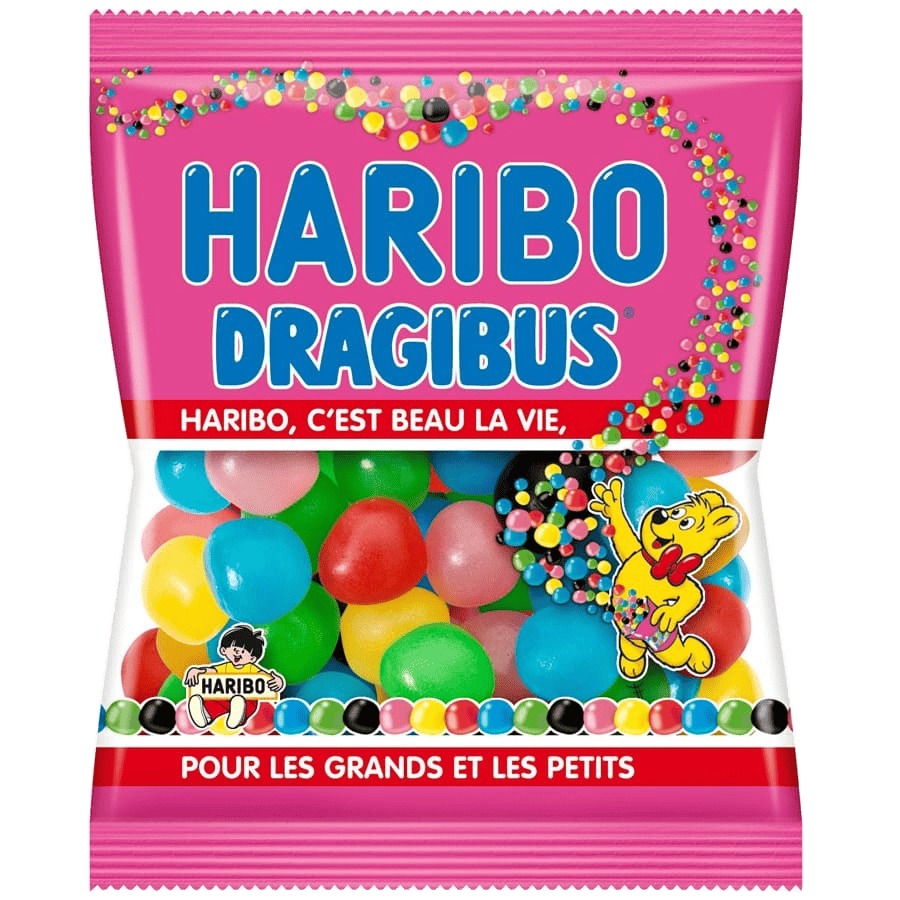 HARIBO
DRAGIBUS®
HARIBO, C'EST BEAU LA VIE,
HARIBO
POUR LES GRANDS ET LES PETITS